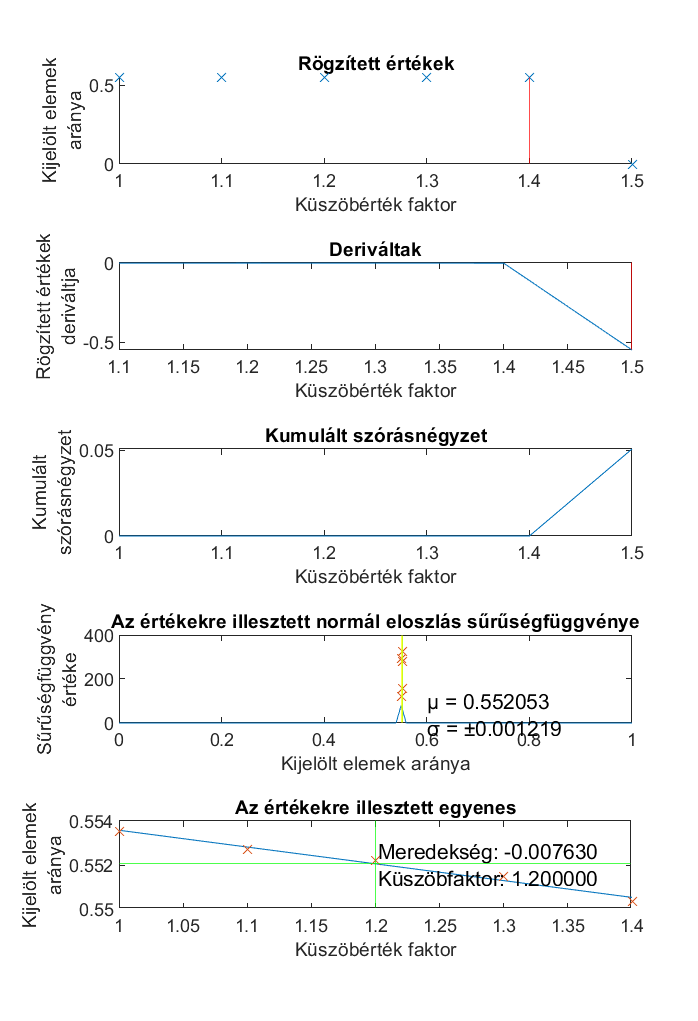 Rögzített értékek
Kijelölt elemek
aránya
0.5
0
1 1.1 1.2 1.3 1.4 1.5
Küszöbérték faktor
Deriváltak
Rögzített értékek
deriváltja
0
-0.5
1.1 1.15 1.2 1.25 1.3 1.35 1.4 1.45 1.5
Küszöbérték faktor
Kumulált szórásnégyzet
Kumulált
szórásnégyzet
0.05
0
1 1.1 1.2 1.3 1.4 1.5
Küszöbérték faktor
Az értékekre illesztett normál eloszlás sűrűségfüggvénye
Sűrűségfüggvény
értéke
400
200
0
μ = 0.552053
σ = ±0.001219
0 0.2 0.4 0.6 0.8 1
Kijelölt elemek aránya
Az értékekre illesztett egyenes
Kijelölt elemek
aránya
0.554
0.552
0.55
Meredekség: -0.007630
Küszöbfaktor: 1.200000
1 1.05 1.1 1.15 1.2 1.25 1.3 1.35 1.4
Küszöbérték faktor